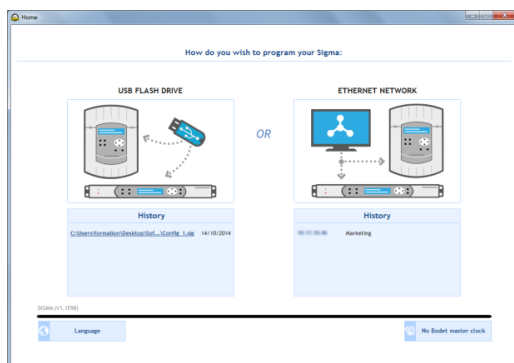 Home
How do you wish to program your Sigma:
USB FLASH DRIVE
ETHERNET NETWORK
OR
History
C:\Users\formation\Desktop\Sof...\Config_1.sig 14/10/2014
History
Marketing
SIGMA (V1.1E98)
Language
No Bodet master clock